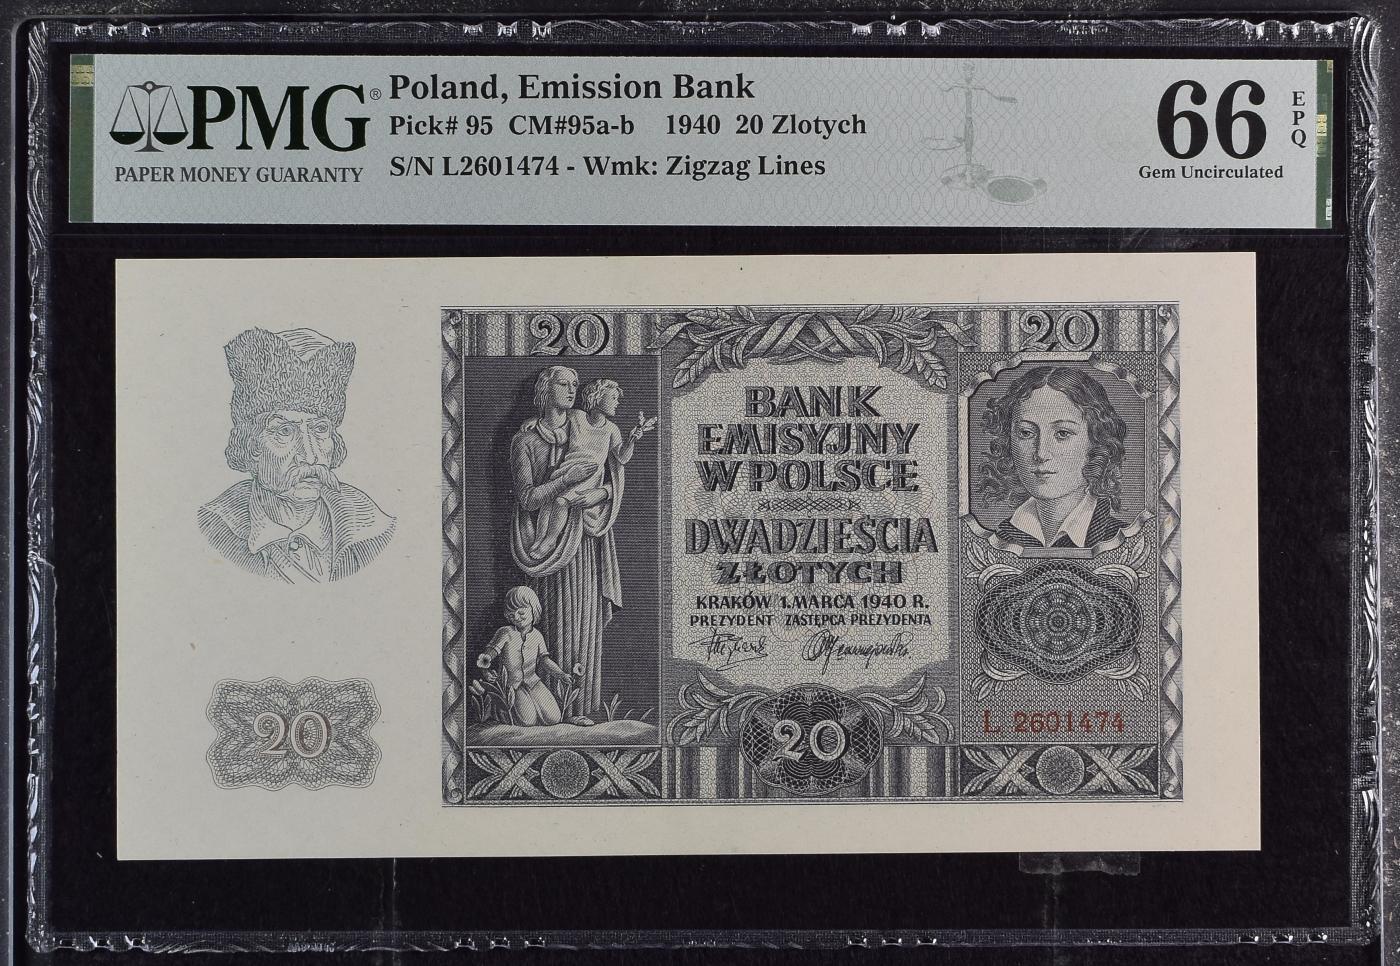 PMG®
PAPER MONEY GUARANTY
Poland, Emission Bank
Pick# 95 CM#95a-b 1940 20 Zlotych
S/N L2601474 - Wmk: Zigzag Lines
66
EPQ
Gem Uncirculated
20 20
BANK
EMISYJNY
W POLSCE
DWADZIEŚCIA
ZŁOTYCH
KRAKÓW 1. MARCA 1940 R.
PREZYDENT ZASTĘPCA PREZYDENTA
L 2601474
20 20